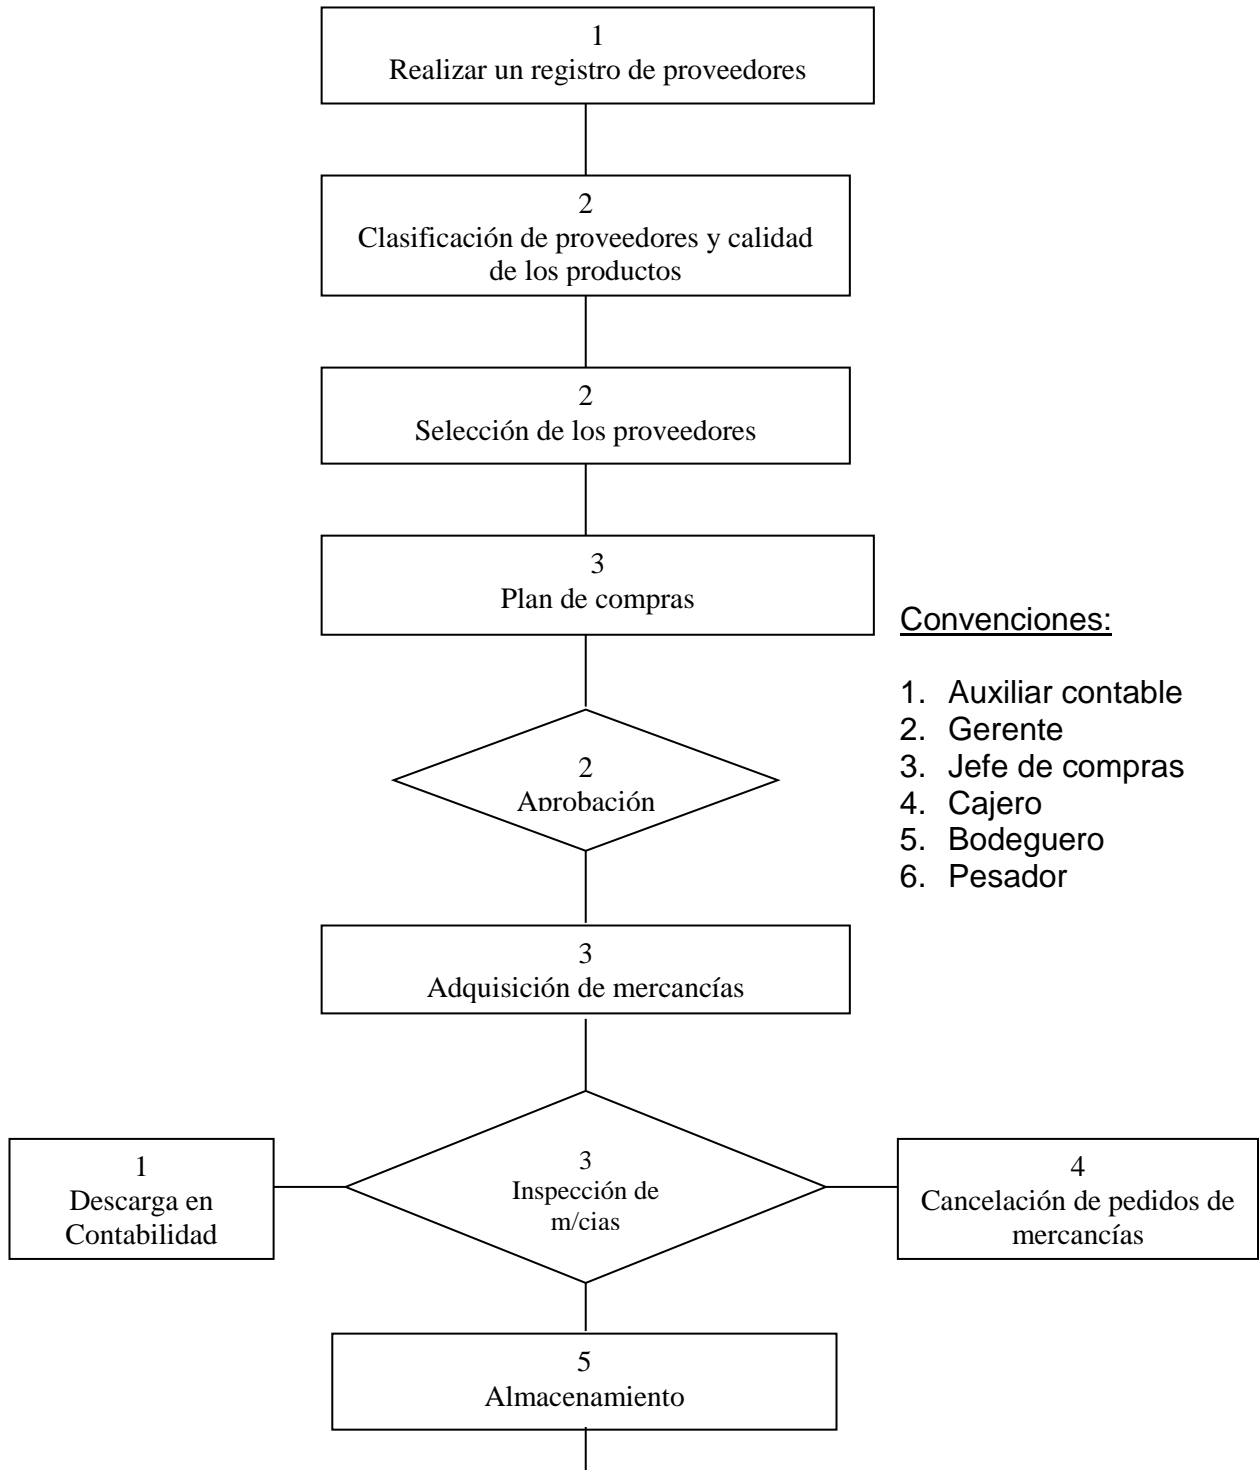 1
Realizar un registro de proveedores
2
Clasificación de proveedores y calidad
de los productos
2
Selección de los proveedores
3
Plan de compras
Convenciones:
1. Auxiliar contable
2. Gerente
3. Jefe de compras
4. Cajero
5. Bodeguero
6. Pesador
2
Aprobación
3
Adquisición de mercancías
1
Descarga en
Contabilidad
3
Inspección de
m/cias
4
Cancelación de pedidos de
mercancías
5
Almacenamiento